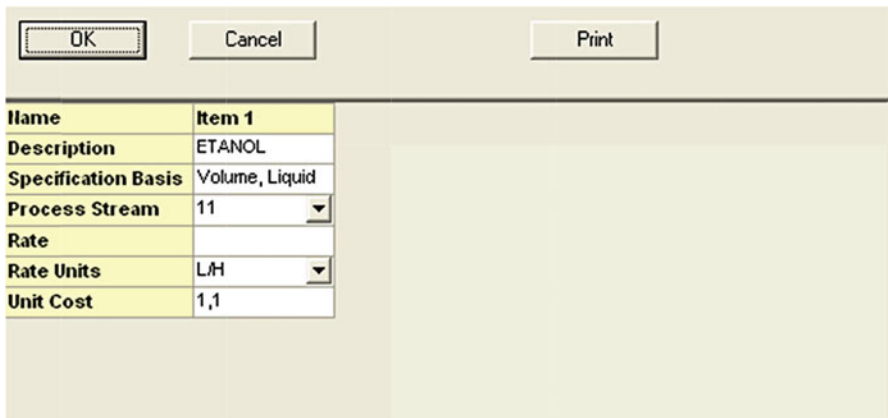 OK Cancel Print
Name Item 1
Description ETANOL
Specification Basis Volume, Liquid
Process Stream 11
Rate
Rate Units L/H
Unit Cost 1,1